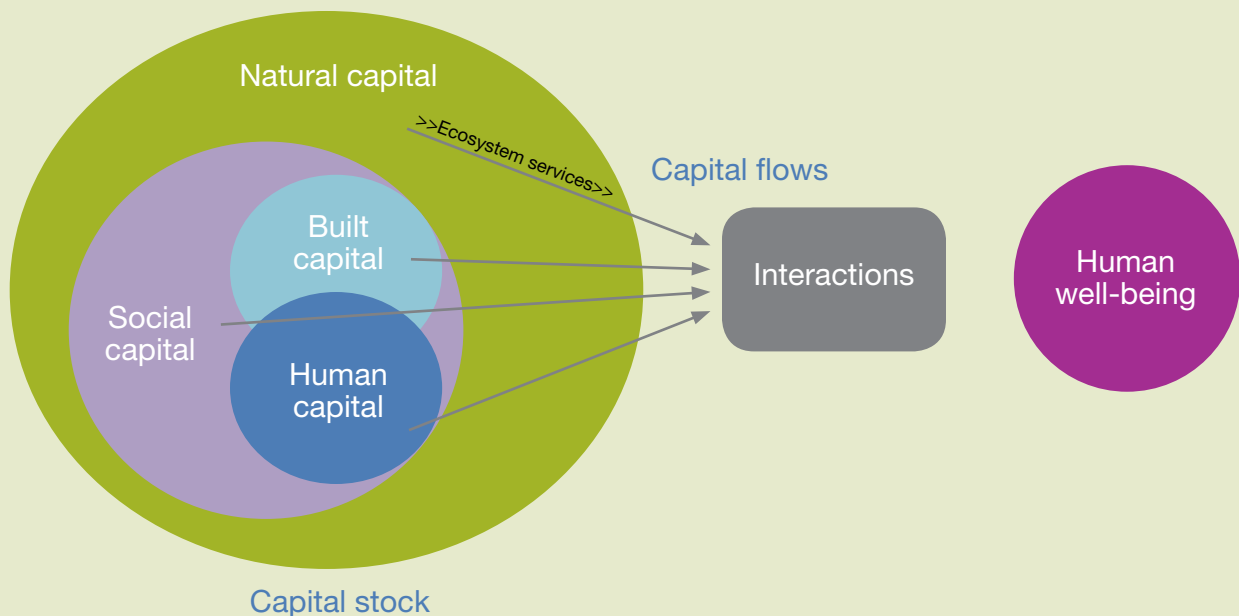 Natural capital
>>Ecosystem services>>
Capital flows
Built
capital
Social
capital
Human
capital
Interactions
Human
well-being
Capital stock